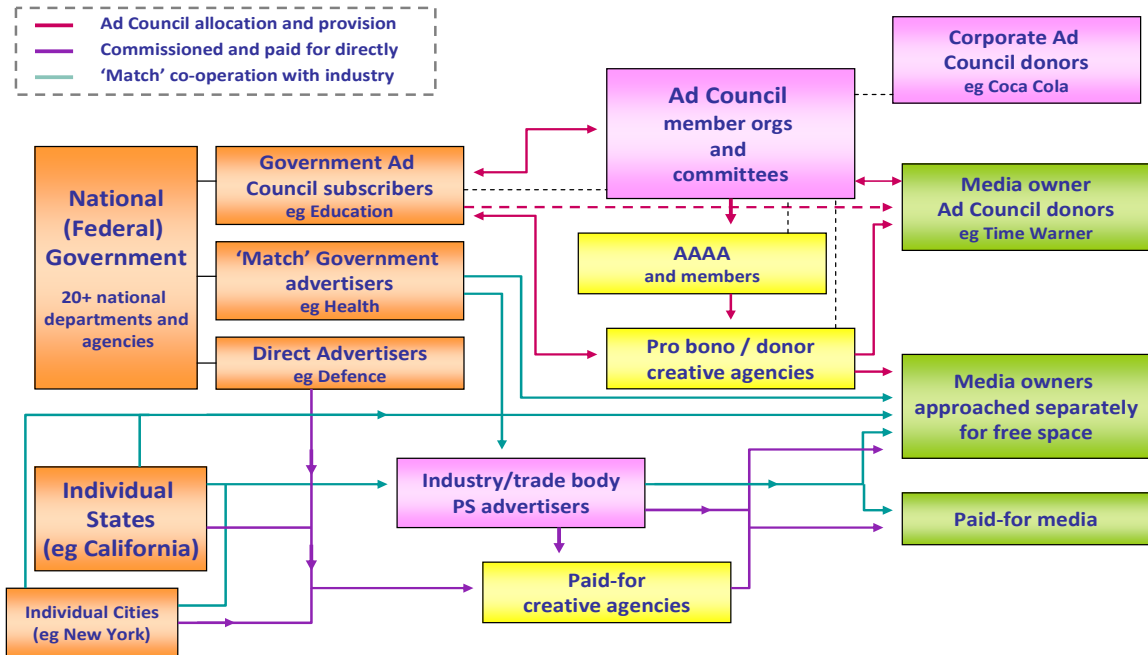 Ad Council allocation and provision
Commissioned and paid for directly
‘Match’ co-operation with industry
Corporate Ad
Council donors
eg Coca Cola
Ad Council
member orgs
and
committees
National
(Federal)
Government
20+ national
departments and
agencies
Government Ad
Council subscribers
eg Education
Media owner
Ad Council donors
eg Time Warner
‘Match’ Government
advertisers
eg Health
AAAA
and members
Direct Advertisers
eg Defence
Pro bono / donor
creative agencies
Media owners
approached separately
for free space
Individual
States
(eg California)
Industry/trade body
PS advertisers
Paid-for media
Individual Cities
(eg New York)
Paid-for
creative agencies